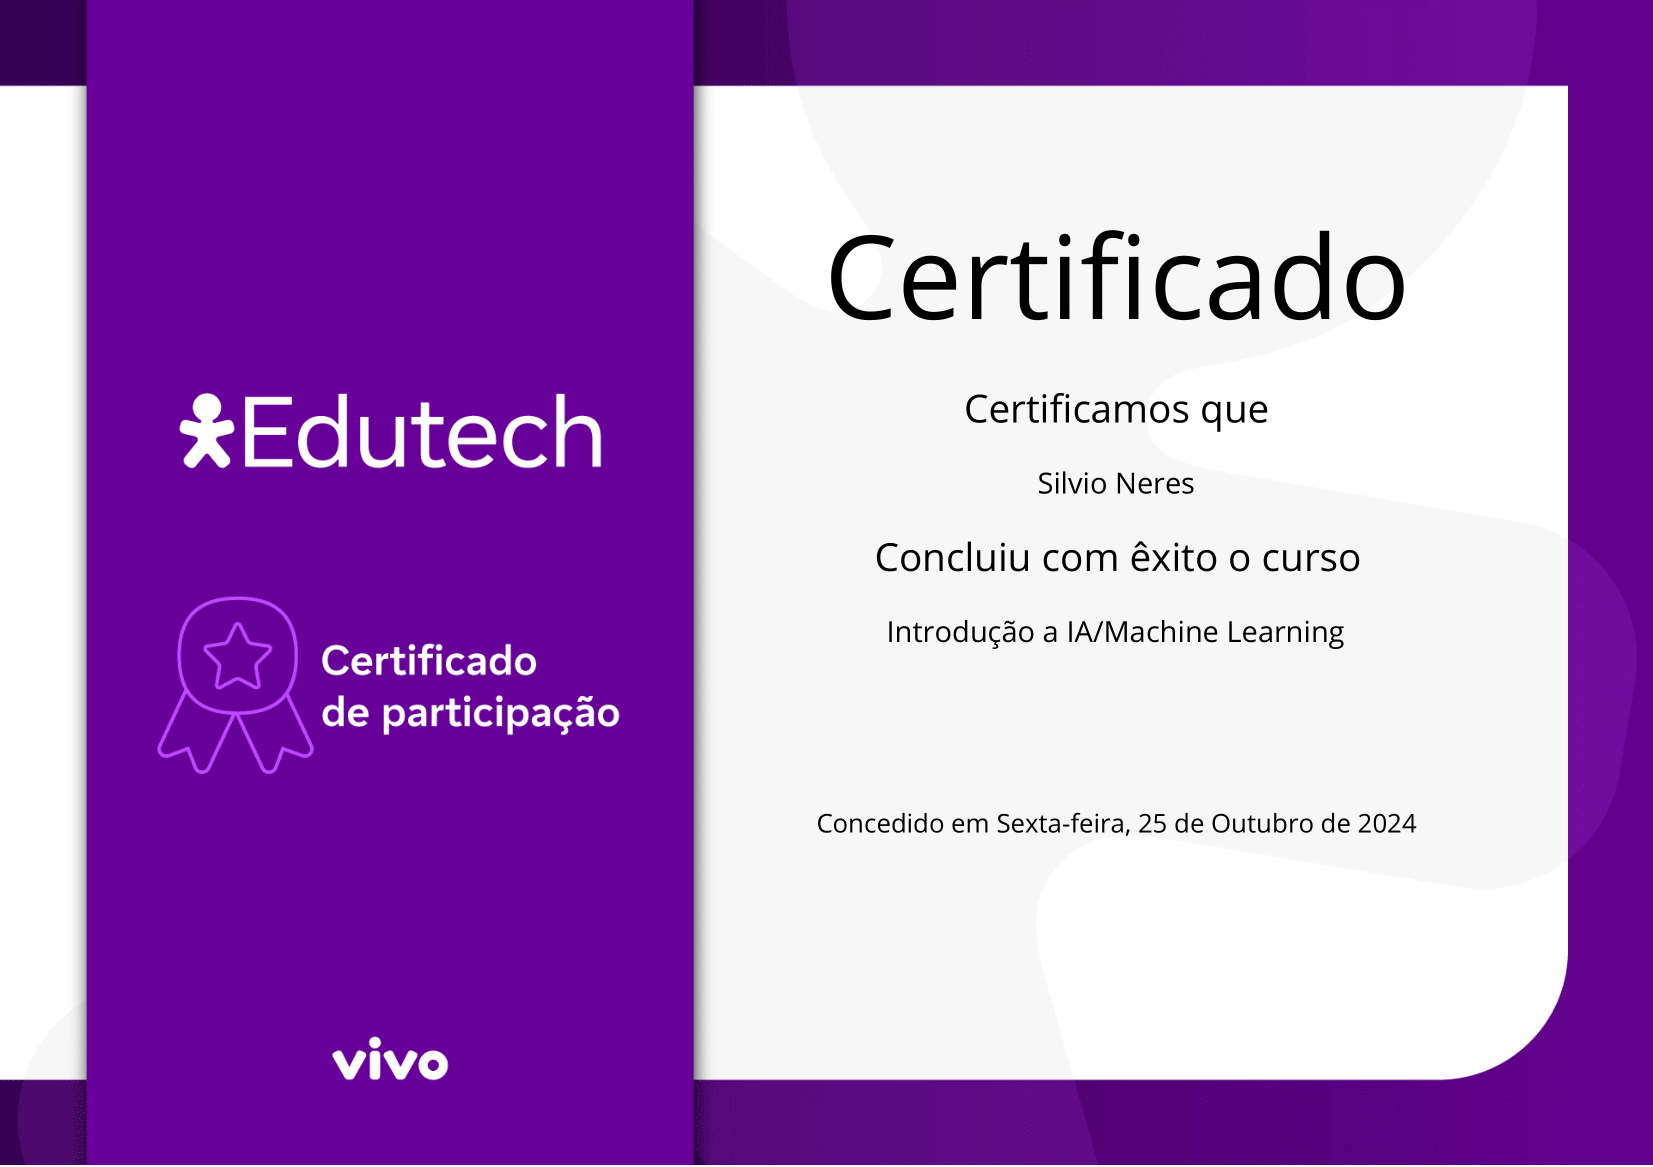 Edutech
Certificado
de participação
vivo
Certificado
Certificamos que
Silvio Neres
Concluiu com êxito o curso
Introdução a IA/Machine Learning
Concedido em Sexta-feira, 25 de Outubro de 2024